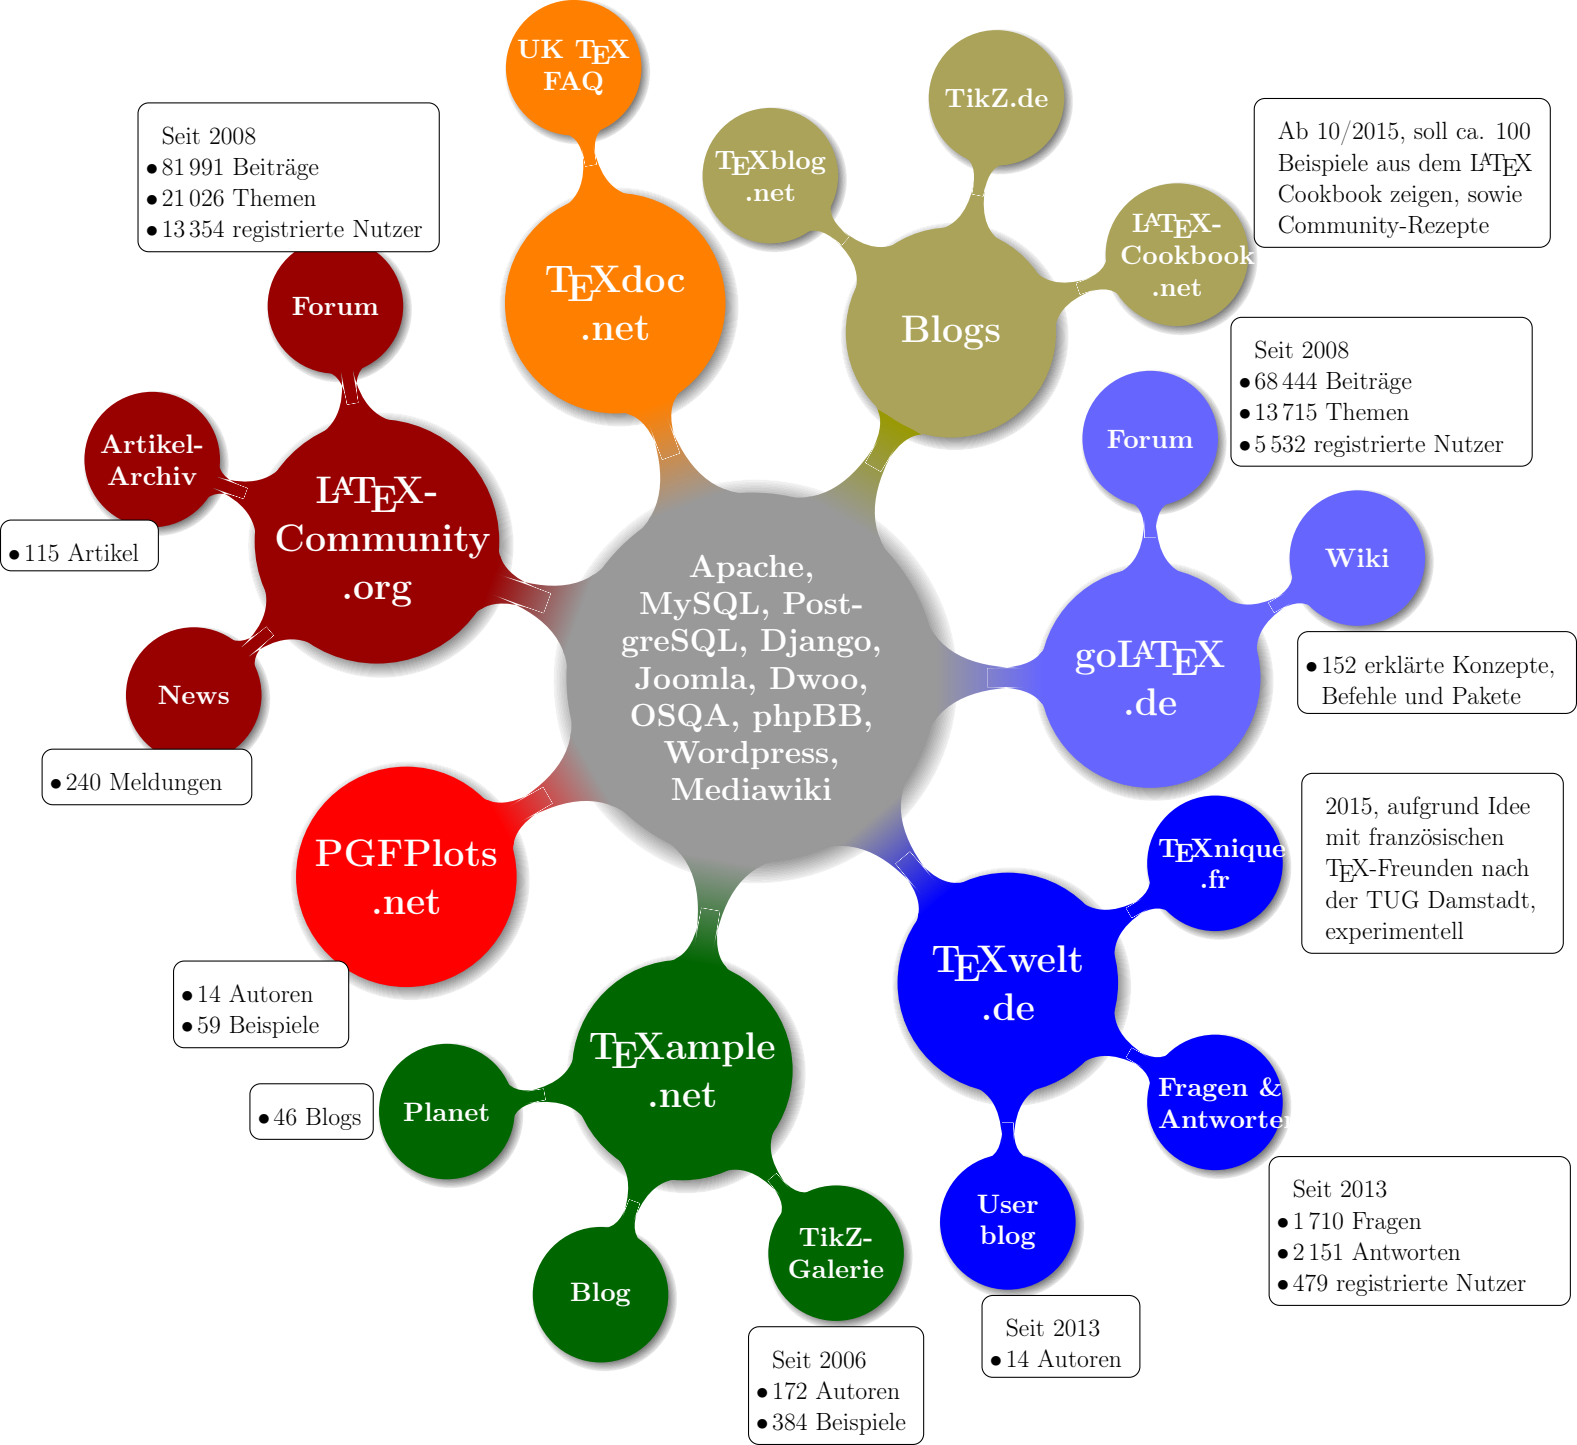 UK TEX
FAQ
TikZ.de
TEXblog
.net
LATEX-
Cookbook
.net
Ab 10/2015, soll ca. 100
Beispiele aus dem LATEX
Cookbook zeigen, sowie
Community-Rezepte
Seit 2008
• 81 991 Beiträge
• 21 026 Themen
• 13 354 registrierte Nutzer
TEXdoc
.net
Blogs
Forum
Seit 2008
• 68 444 Beiträge
• 13 715 Themen
• 5 532 registrierte Nutzer
Forum
Artikel-
Archiv
• 115 Artikel
LATEX-
Community
.org
Wiki
• 152 erklärte Konzepte,
Befehle und Pakete
Apache,
MySQL, Post-
greSQL, Django,
Joomla, Dwoo,
OSQA, phpBB,
Wordpress,
Mediawiki
goLATEX
.de
News
• 240 Meldungen
PGFPlots
.net
• 14 Autoren
• 59 Beispiele
TEXnique
.fr
2015, aufgrund Idee
mit französischen
TEX-Freunden nach
der TUG Damstadt,
experimentell
TEXwelt
.de
TEXample
.net
Planet
• 46 Blogs
Fragen &
Antworten
Seit 2013
• 1 710 Fragen
• 2 151 Antworten
• 479 registrierte Nutzer
User
blog
Seit 2013
• 14 Autoren
TikZ-
Galerie
Seit 2006
• 172 Autoren
• 384 Beispiele
Blog